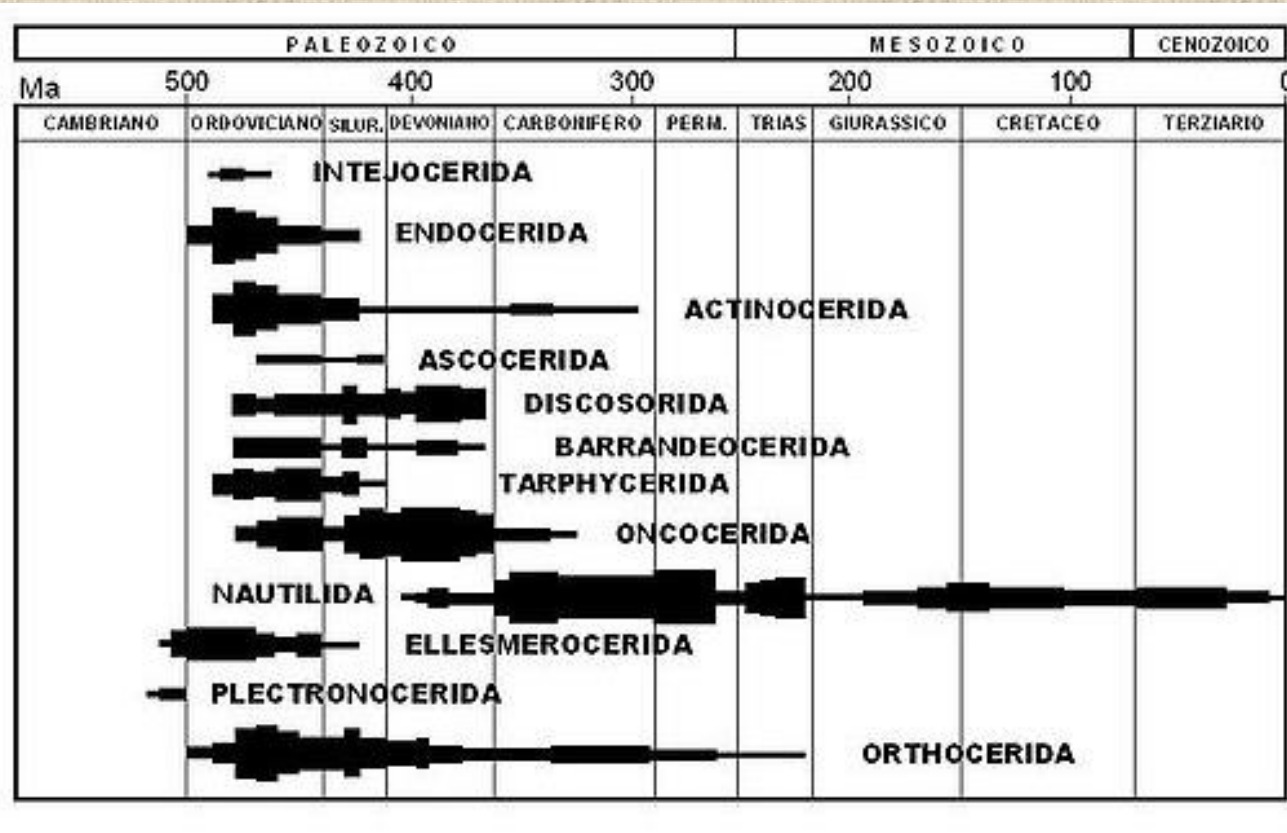 PALEOZOICO MESOZOICO CENOZOICO
Ma 500 400 300 200 100 0
CAMBRIANO ORDOVICIANO SILUR. DEVONIANO CARBONIFERO PERM. TRIAS GIURASSICO CRETACEO TERZIARIO
INTEJOCERIDA
ENDOCERIDA
ACTINOCERIDA
ASCOCERIDA
DISCOSORIDA
BARRANDEOCERIDA
TARPHYCERIDA
ONCOCERIDA
NAUTILIDA
ELLESMEROCERIDA
PLECTRONOCERIDA
ORTHOCERIDA